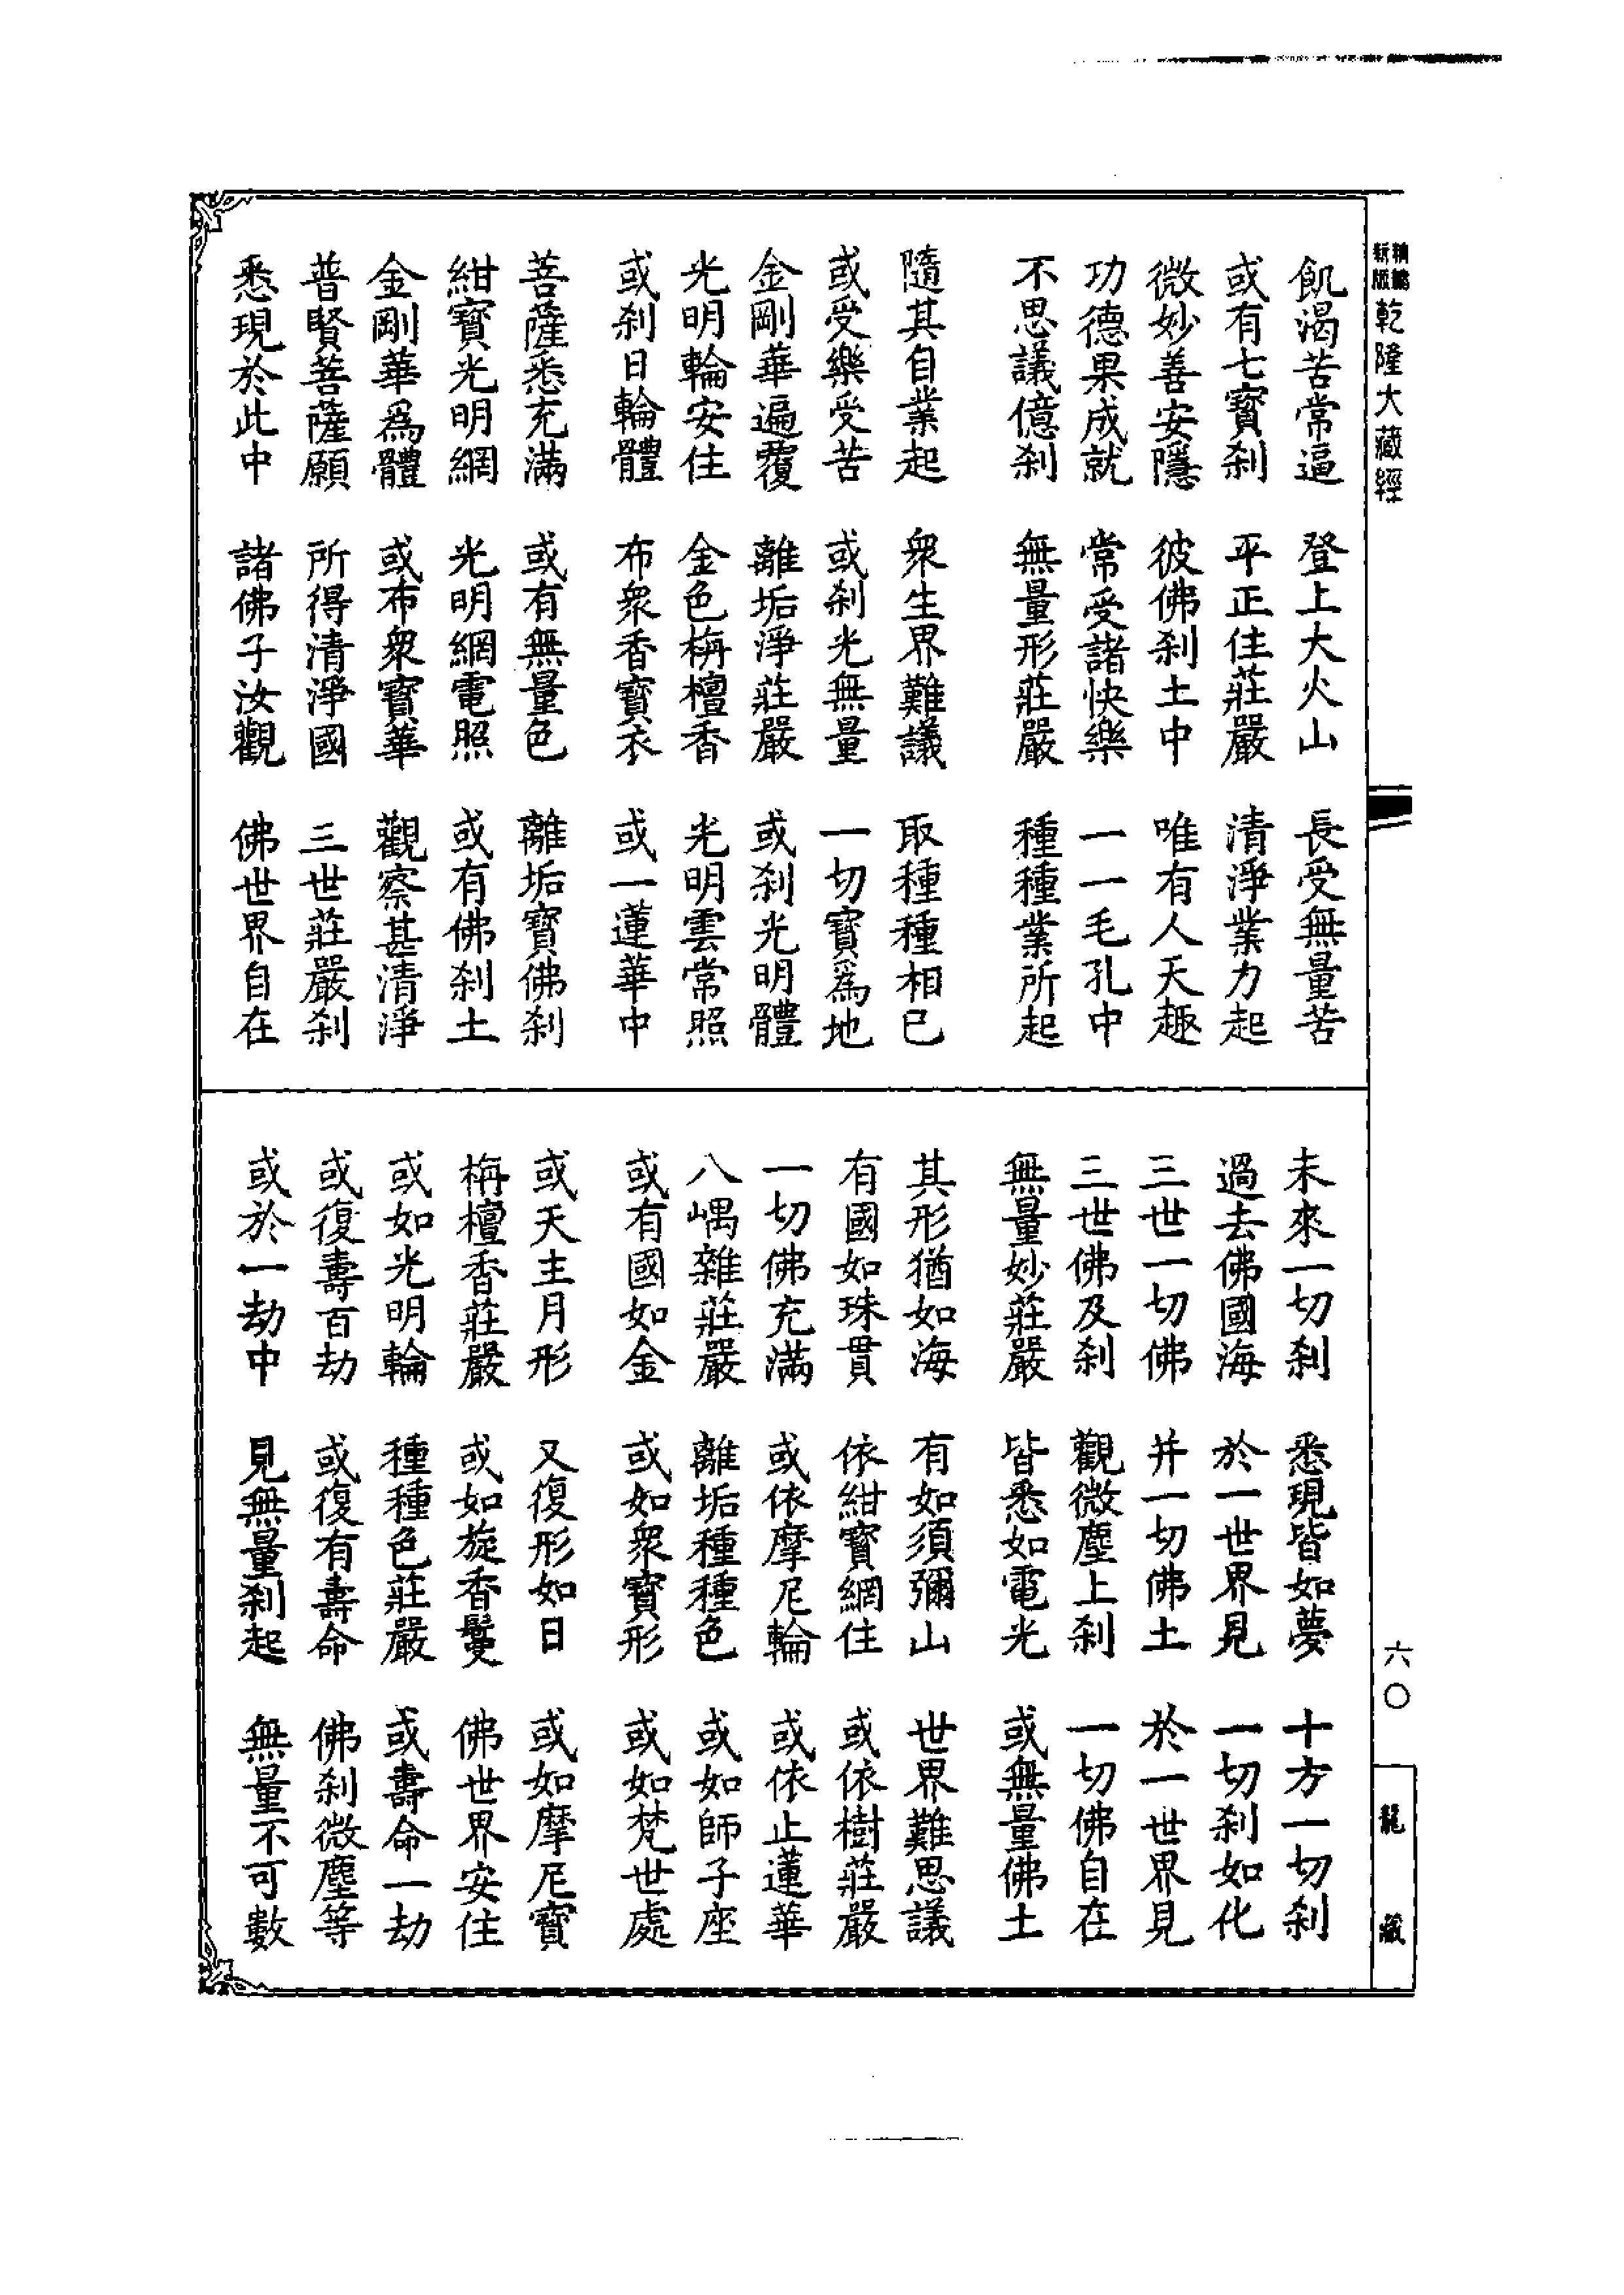 新編縮版 乾隆大藏經
飢渴苦常逼 登上大火山 長受無量苦
或有七寶刹 平正住莊嚴 清淨業力起
微妙善安隱 彼佛刹土中 唯有人天趣
功德果成就 常受諸快樂 一一毛孔中
不思議億刹 無量形莊嚴 種種業所起
隨其自業起 衆生界難議 取種種相已
或受樂受苦 或刹光無量 一切寶爲地
金剛華遍覆 離垢淨莊嚴 或刹光明體
光明輪安住 金色栴檀香 光明雲常照
或刹日輪體 布衆香寶衣 或一蓮華中
菩薩悉充滿 或有無量色 離垢寶佛刹
紺寶光明網 光明網電照 或有佛刹土
金剛華爲體 或布衆寶華 觀察甚清淨
普賢菩薩願 所得清淨國 三世莊嚴刹
悉現於此中 諸佛子汝觀 佛世界自在
未來一切刹 悉現皆如夢 十方一切刹
過去佛國海 於一世界見 一切刹如化
三世一切佛 并一切佛土 於一世界見
三世佛及刹 觀微塵上刹 一切佛自在
無量妙莊嚴 皆悉如電光 或無量佛土
其形猶如海 有如須彌山 世界難思議
有國如珠貫 依紺寶網住 或依樹莊嚴
一切佛充滿 或依摩尼輪 或依止蓮華
八嵎雜莊嚴 離垢種種色 或如師子座
或有國如金 或如衆寶形 或如梵世處
或天主月形 又復形如日 或如摩尼寶
栴檀香莊嚴 或如旋香鬘 佛世界安住
或如光明輪 種種色莊嚴 或壽命一劫
或復壽百劫 或復有壽命 佛刹微塵等
或於一劫中 見無量刹起 無量不可數
六〇
龍藏